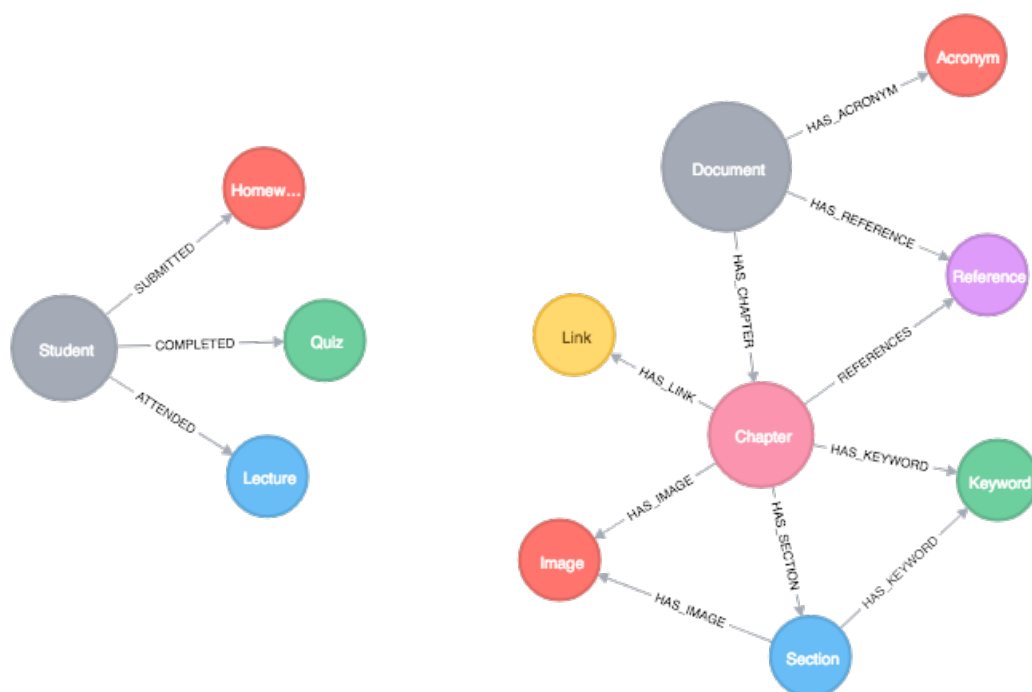 Homew...
SUBMITTED
Student
COMPLETED
Quiz
ATTENDED
Lecture
Acronym
HAS_ACRONYM
Document
HAS_REFERENCE
Reference
HAS_CHAPTER
Link
HAS_LINK
REFERENCES
Chapter
HAS_KEYWORD
Keyword
HAS_IMAGE
HAS_SECTION
Image
HAS_KEYWORD
HAS_IMAGE
Section